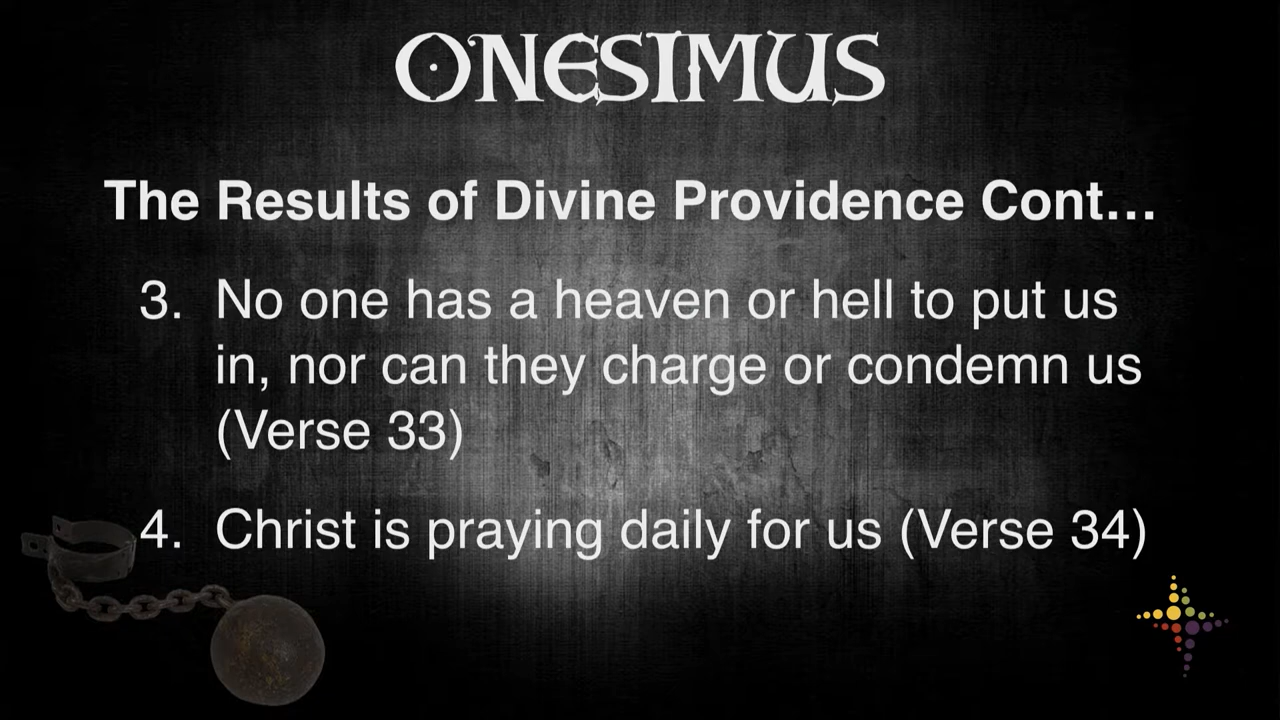 ONESIMUS
The Results of Divine Providence Cont…
3. No one has a heaven or hell to put us
in, nor can they charge or condemn us
(Verse 33)
4. Christ is praying daily for us (Verse 34)